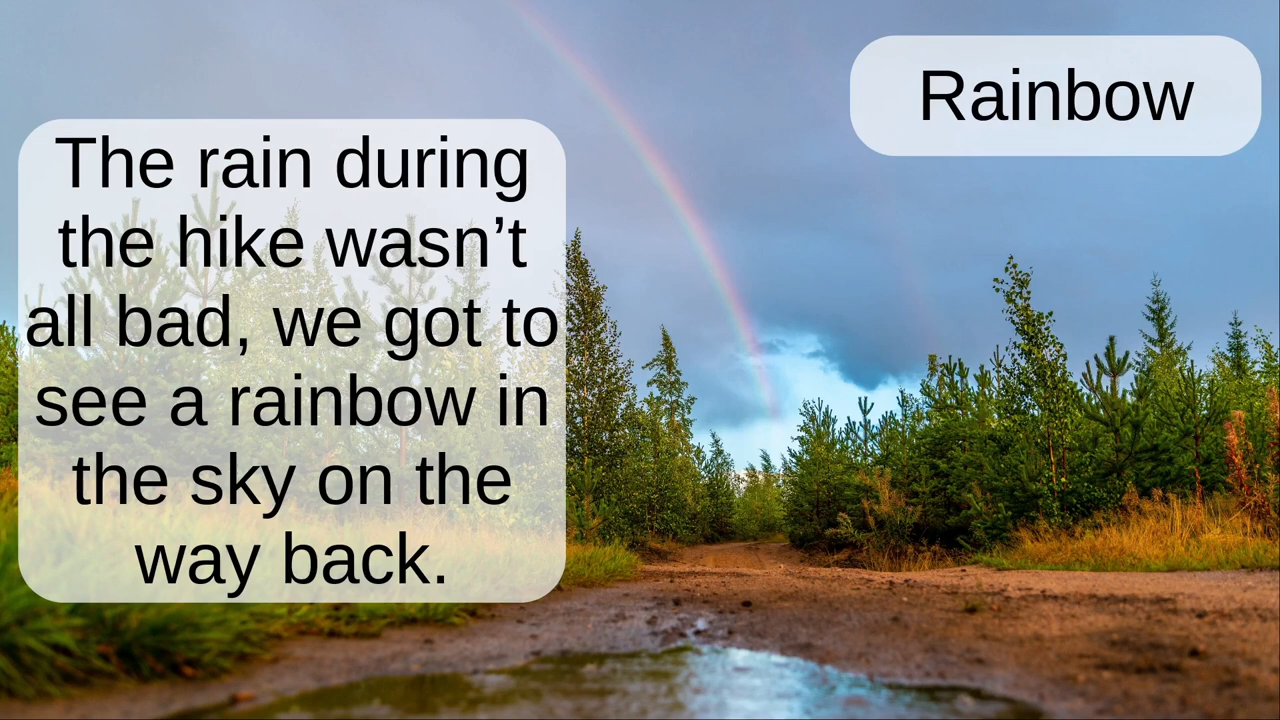 Rainbow
The rain during
the hike wasn’t
all bad, we got to
see a rainbow in
the sky on the
way back.